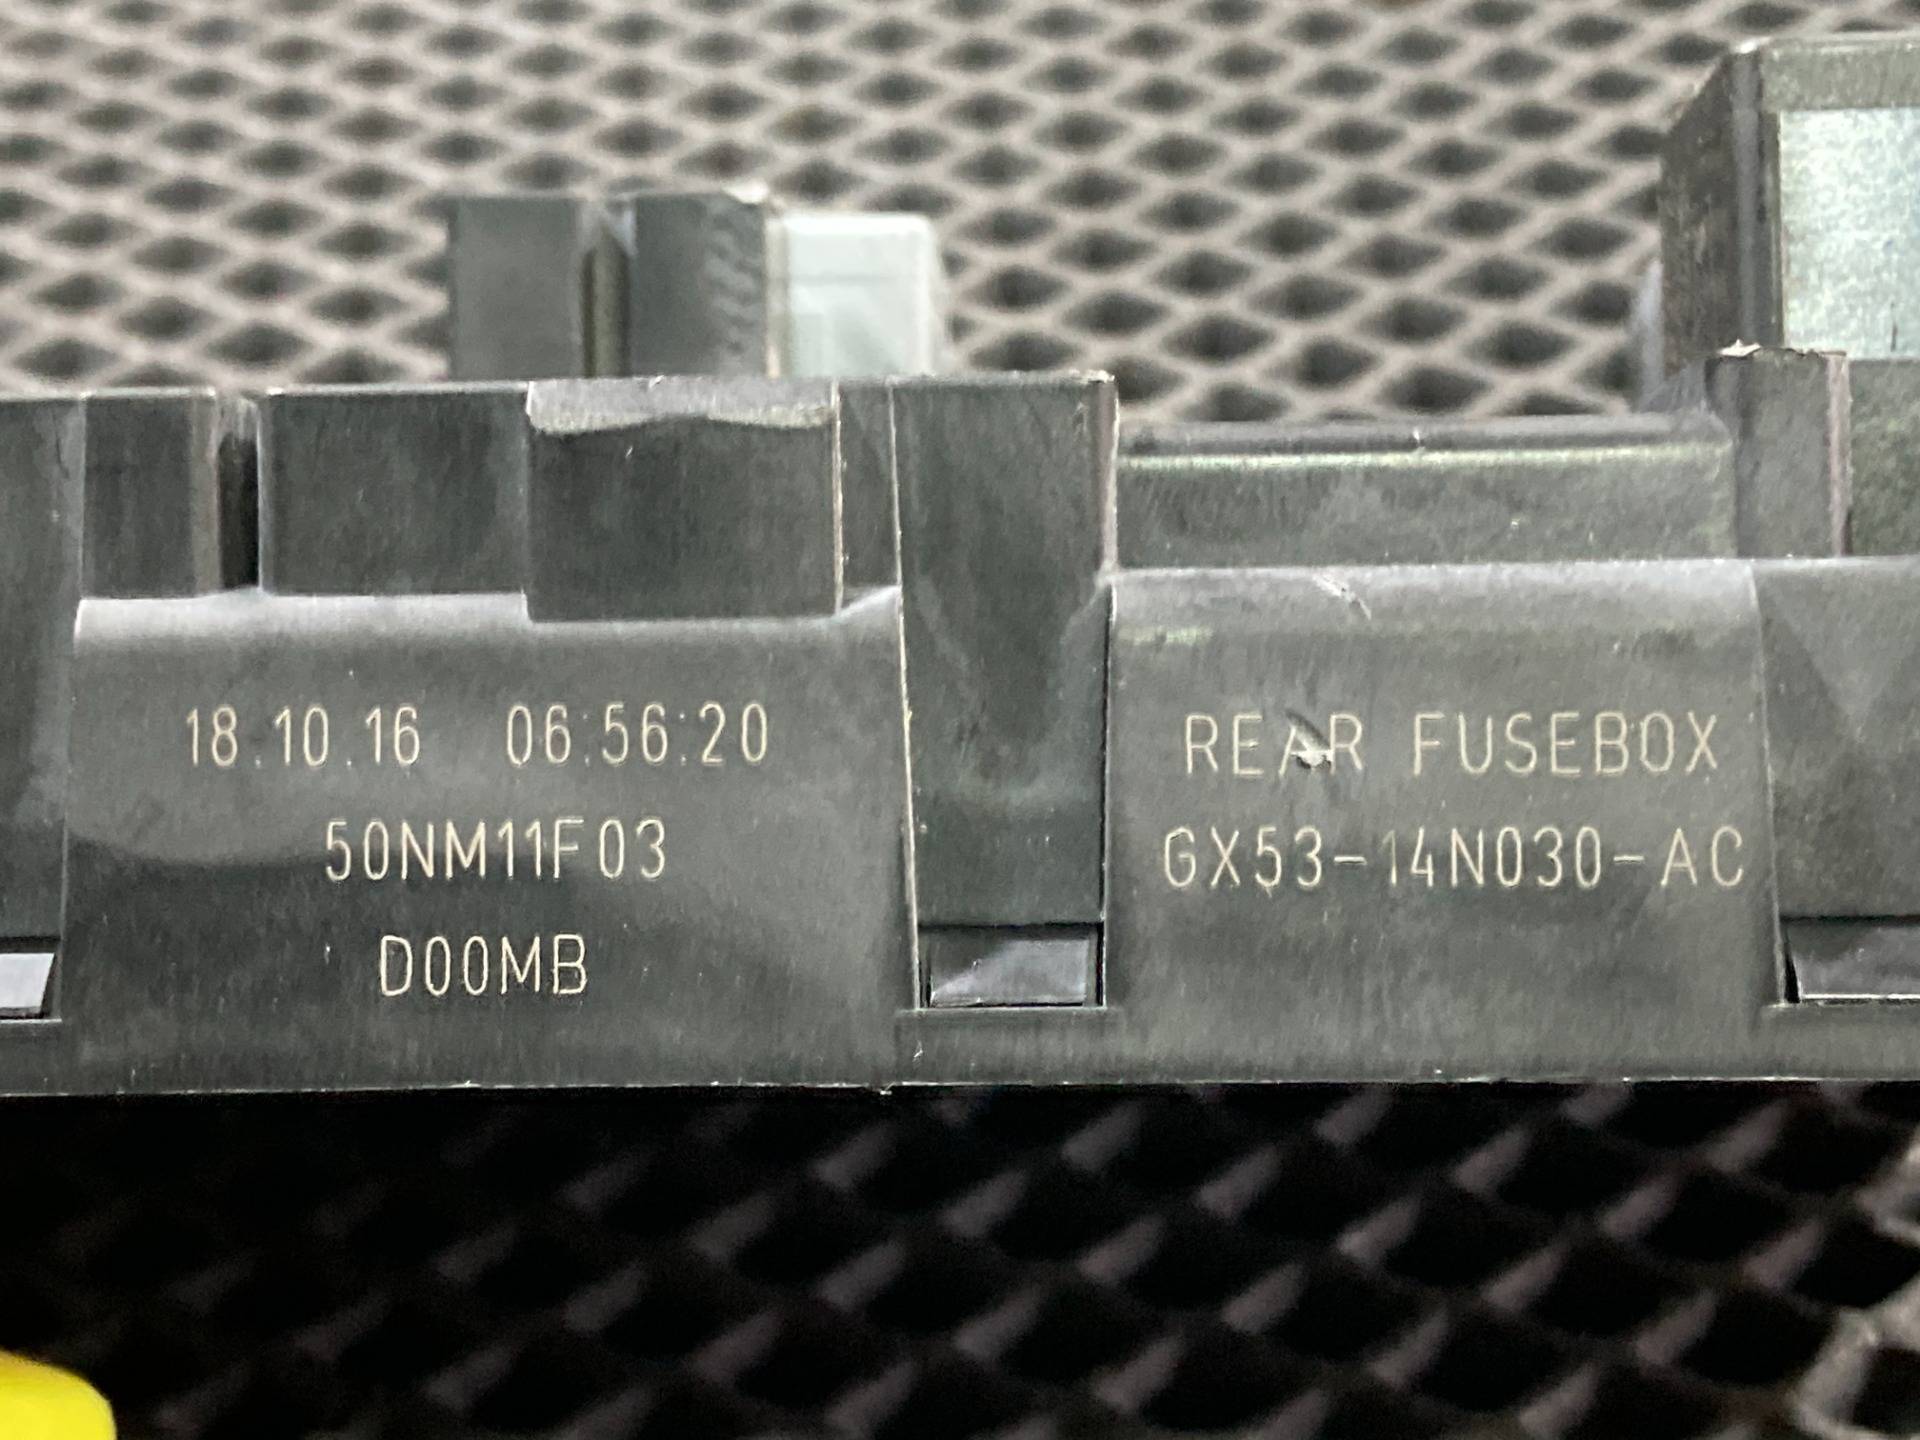 18.10.16 06:56:20
50NM11F03
D00MB
REAR FUSEBOX
GX53-14N030-AC